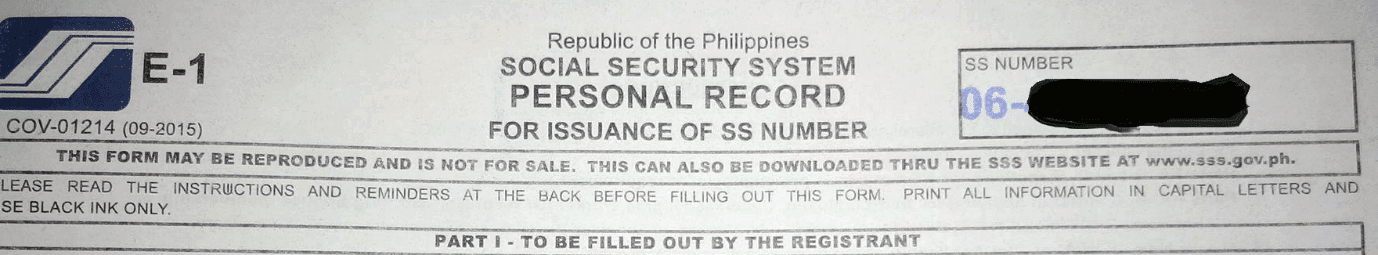 E-1
COV-01214 (09-2015)
Republic of the Philippines
SOCIAL SECURITY SYSTEM
PERSONAL RECORD
FOR ISSUANCE OF SS NUMBER
SS NUMBER
06-
THIS FORM MAY BE REPRODUCED AND IS NOT FOR SALE. THIS CAN ALSO BE DOWNLOADED THRU THE SSS WEBSITE AT www.sss.gov.ph.
LEASE READ THE INSTRUCTIONS AND REMINDERS AT THE BACK BEFORE FILLING OUT THIS FORM. PRINT ALL INFORMATION IN CAPITAL LETTERS AND
SE BLACK INK ONLY.
PART I - TO BE FILLED OUT BY THE REGISTRANT